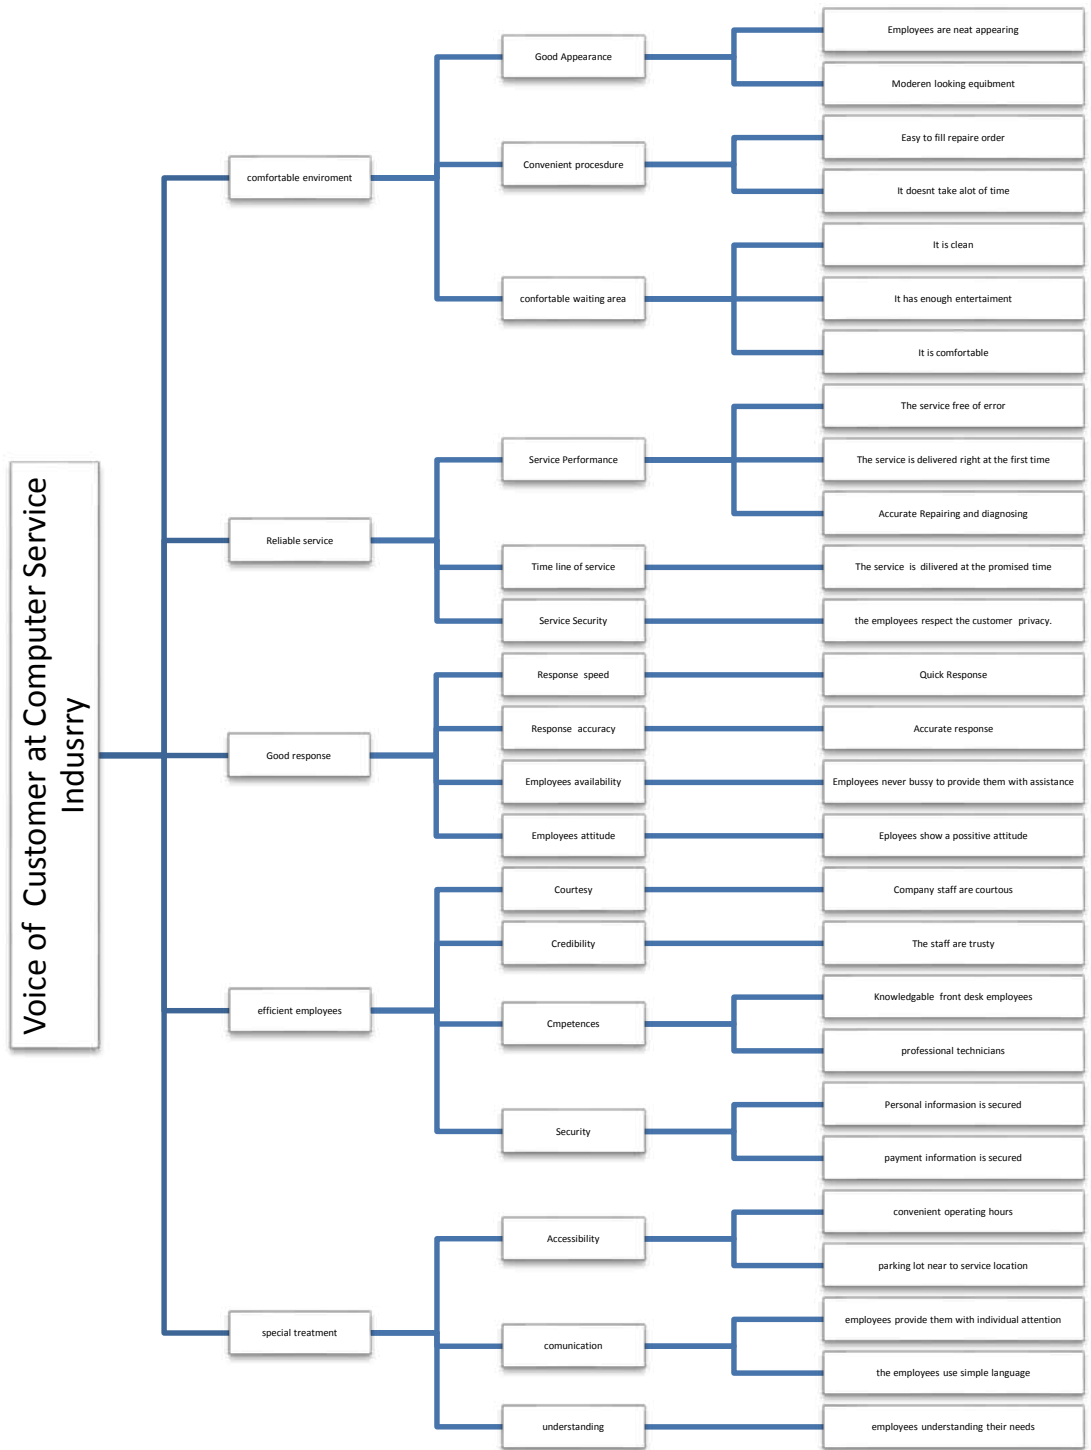 Voice of Customer at Computer Service
Indusrry
comfortable enviroment
Good Appearance
Employees are neat appearing
Moderen looking equibment
Convenient procesdure
Easy to fill repaire order
It doesnt take alot of time
confortable waiting area
It is clean
It has enough entertaiment
It is comfortable
Reliable service
Service Performance
The service free of error
The service is delivered right at the first time
Accurate Repairing and diagnosing
Time line of service
The service is dilivered at the promised time
Service Security
the employees respect the customer privacy.
Good response
Response speed
Quick Response
Response accuracy
Accurate response
Employees availability
Employees never bussy to provide them with assistance
Employees attitude
Eployees show a possitive attitude
efficient employees
Courtesy
Company staff are courtous
Credibility
The staff are trusty
Cmpetences
Knowledgable front desk employees
professional technicians
Security
Personal informasion is secured
payment information is secured
special treatment
Accessibility
convenient operating hours
parking lot near to service location
comunication
employees provide them with individual attention
the employees use simple language
understanding
employees understanding their needs